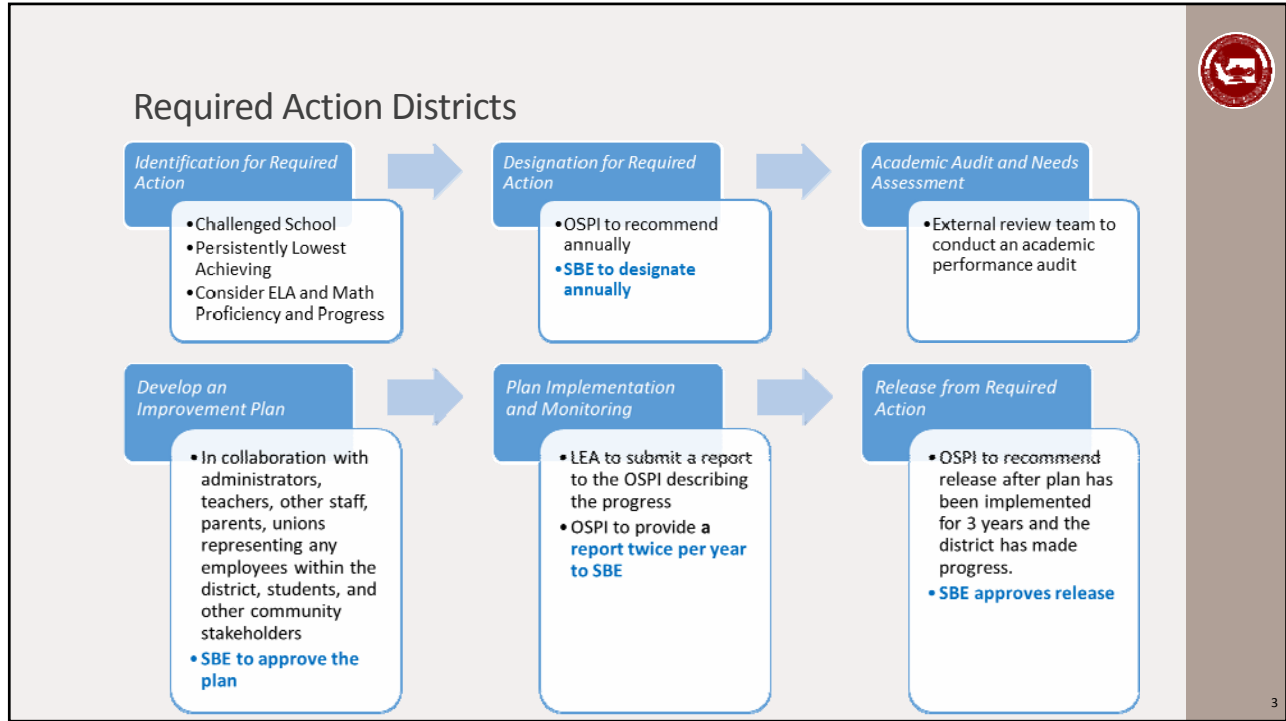 Required Action Districts
Identification for Required
Action
•Challenged School
•Persistently Lowest
Achieving
•Consider ELA and Math
Proficiency and Progress
Designation for Required
Action
•OSPI to recommend
annually
•SBE to designate
annually
Academic Audit and Needs
Assessment
•External review team to
conduct an academic
performance audit
Develop an
Improvement Plan
• In collaboration with
administrators,
teachers, other staff,
parents, unions
representing any
employees within the
district, students, and
other community
stakeholders
• SBE to approve the
plan
Plan Implementation
and Monitoring
• LEA to submit a report
to the OSPI describing
the progress
• OSPI to provide a
report twice per year
to SBE
Release from Required
Action
• OSPI to recommend
release after plan has
been implemented
for 3 years and the
district has made
progress.
• SBE approves release
3